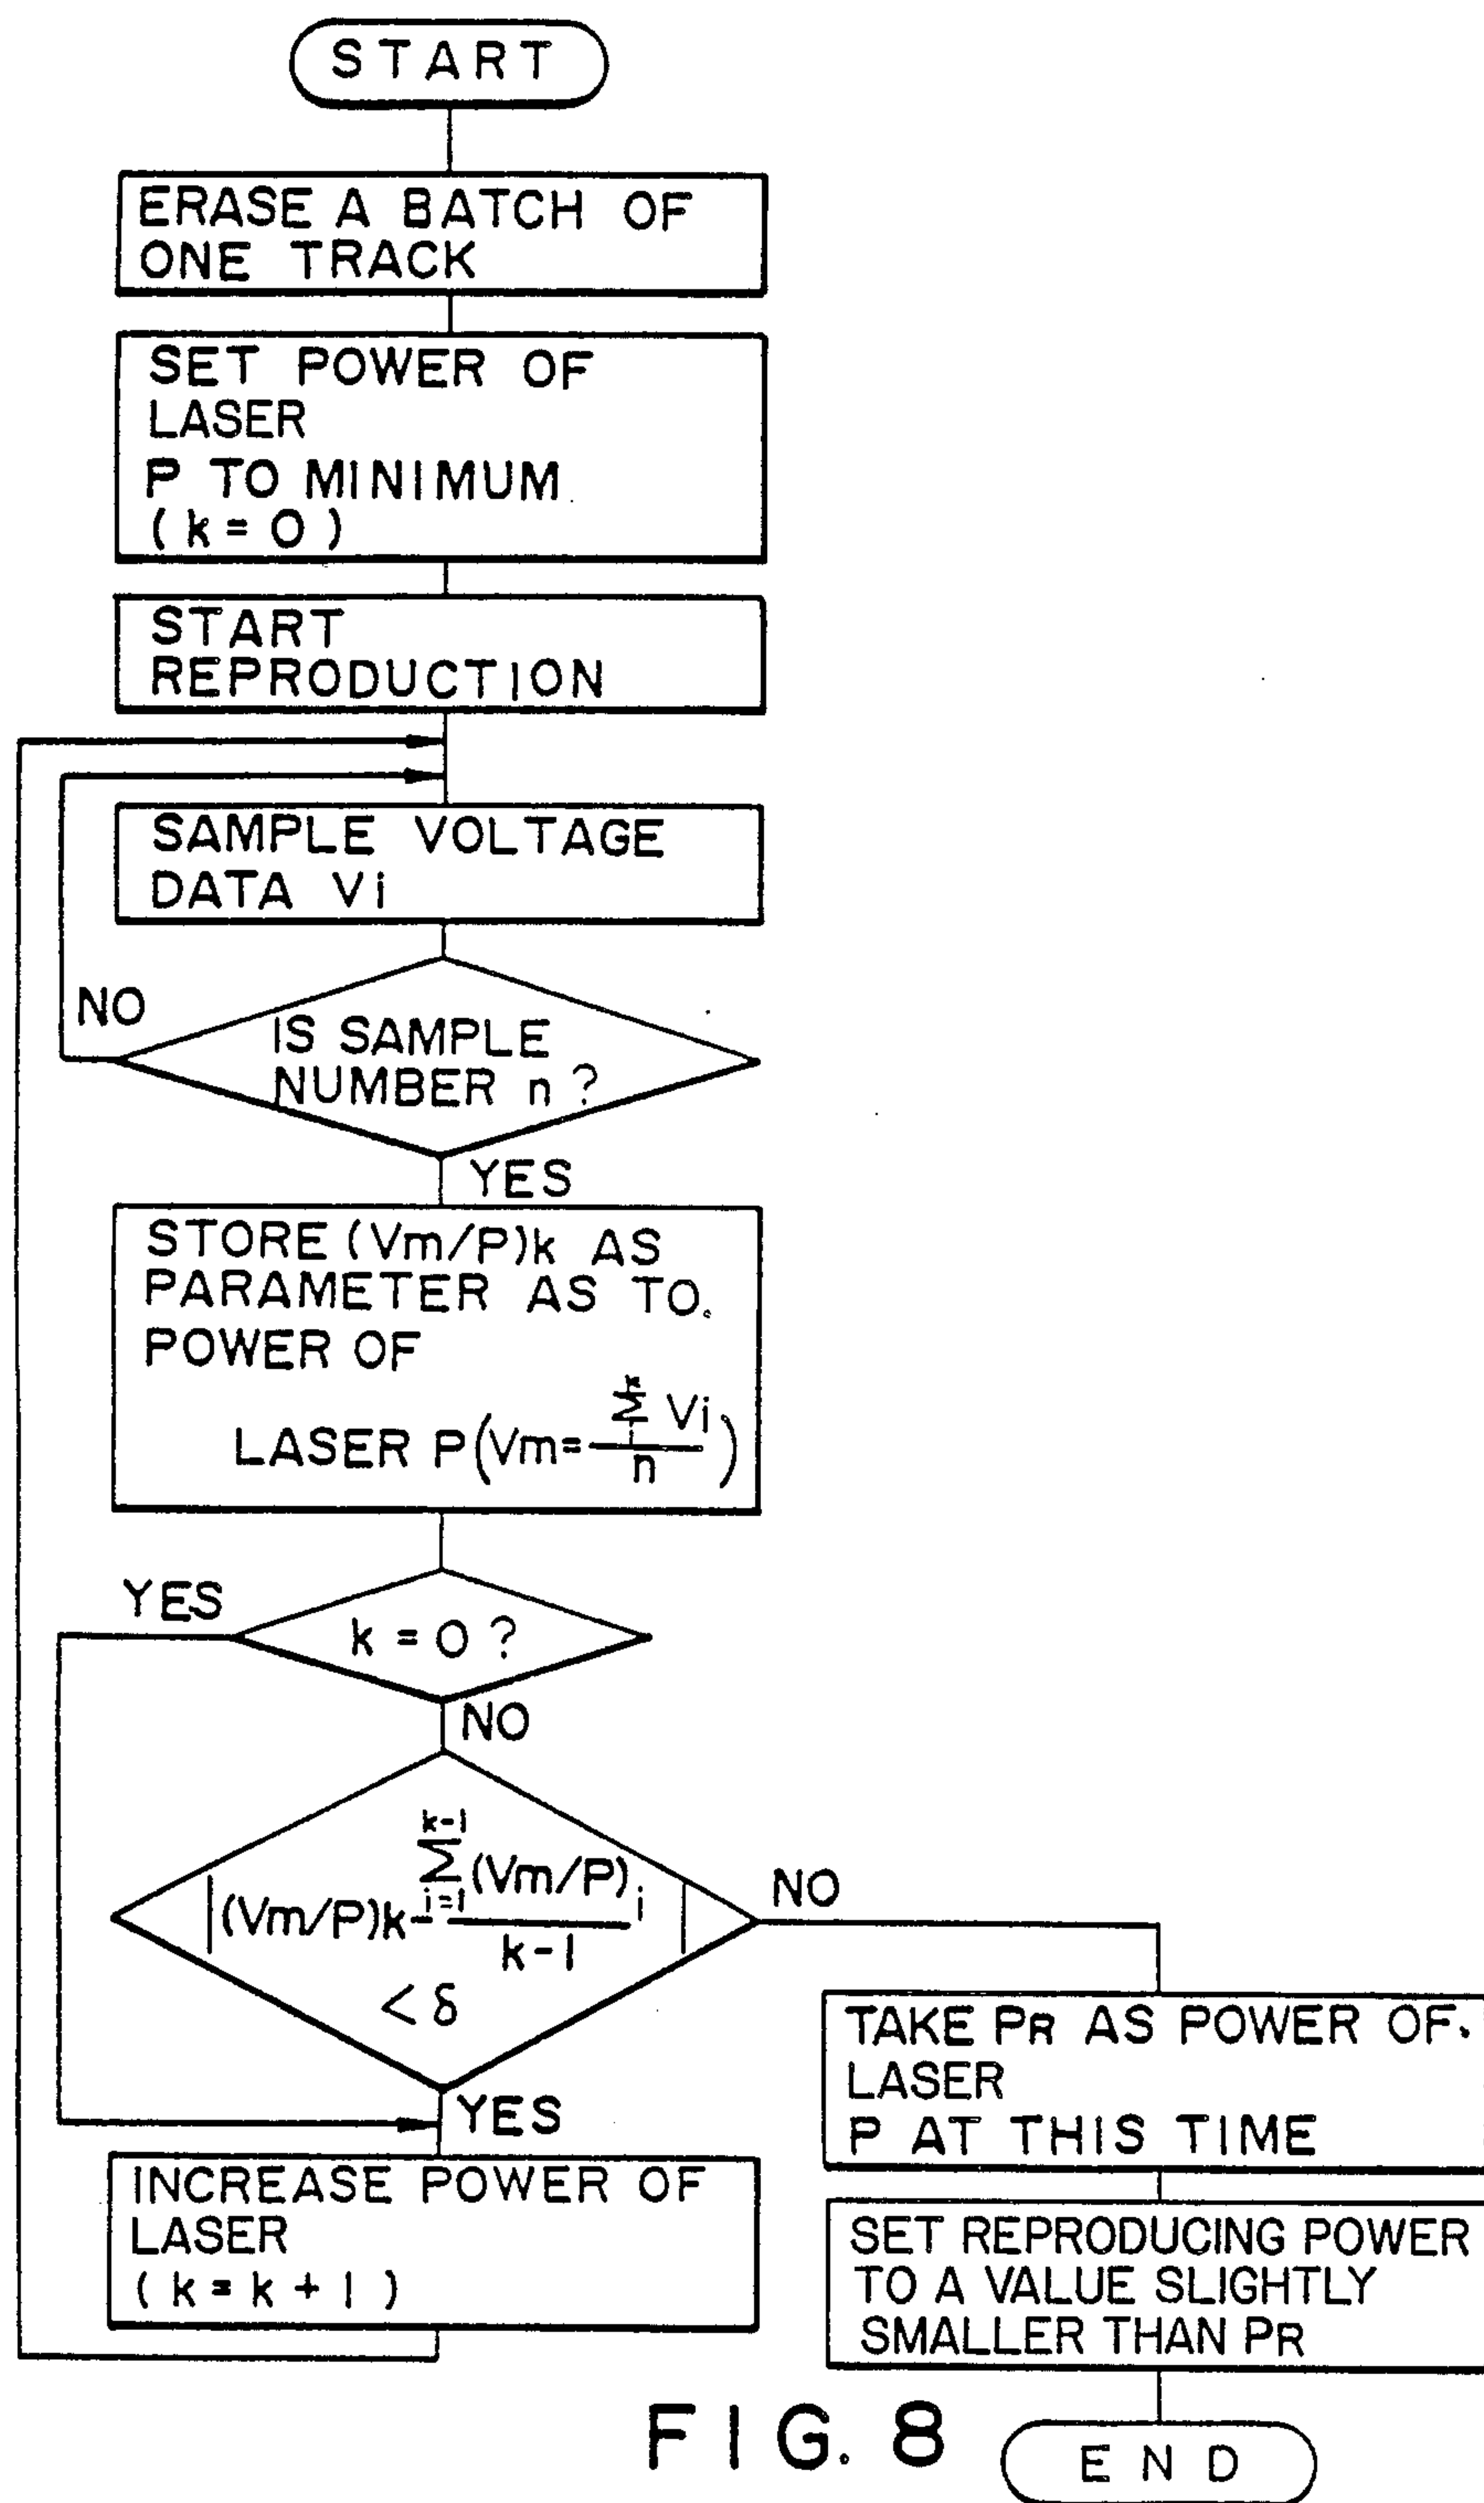 START
ERASE A BATCH OF
ONE TRACK
SET POWER OF
LASER
P TO MINIMUM
(k=0)
START
REPRODUCTION
SAMPLE VOLTAGE
DATA Vi
NO
IS SAMPLE
NUMBER n?
YES
STORE (Vm/P)k AS
PARAMETER AS TO
POWER OF
LASER P(Vm= Σ Vi / n)
YES
k=0?
NO
|(Vm/P)k - Σ_{i=1}^{k-1} (Vm/P)i / k-1|
< δ
NO
YES
INCREASE POWER OF
LASER
(k=k+1)
TAKE PR AS POWER OF
LASER
P AT THIS TIME
SET REPRODUCING POWER
TO A VALUE SLIGHTLY
SMALLER THAN PR
END
FIG. 8